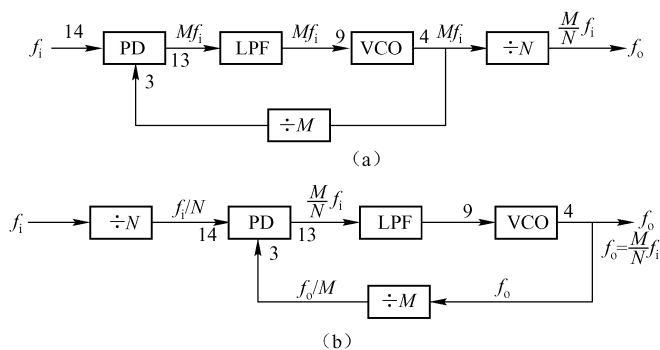 f_i 14 PD Mf_i LPF Mf_i 9 VCO 4 Mf_i ÷N M/N f_i f_o
3 13
÷M
(a)
f_i ÷N f_i/N PD M/N f_i LPF 9 VCO 4 f_o
14 13
3 f_o=M/N f_i
f_o/M ÷M f_o
(b)